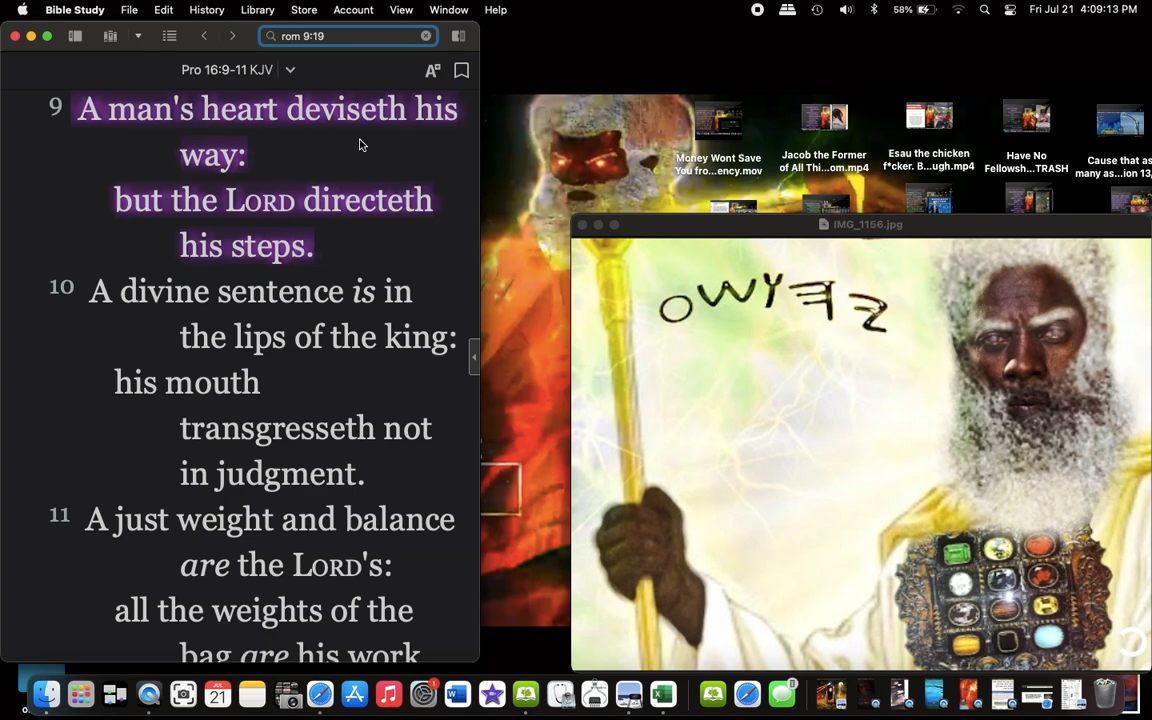 Bible Study File Edit History Library Store Account View Window Help 58% Fri Jul 21 4:09:13 PM
rom 9:19
Pro 16:9-11 KJV
9 A man's heart deviseth his
way:
but the LORD directeth
his steps.
10 A divine sentence is in
the lips of the king:
his mouth
transgresseth not
in judgment.
11 A just weight and balance
are the LORD's:
all the weights of the
bag are his work
Money Wont Save
You fro...ency.mov
Jacob the Former
of All Thi...om.mp4
Esau the chicken
f*cker. B...ugh.mp4
Have No
Fellowsh...TRASH
Cause that as
many as...ion 13/
IMG_1156.jpg
JUL
21
1